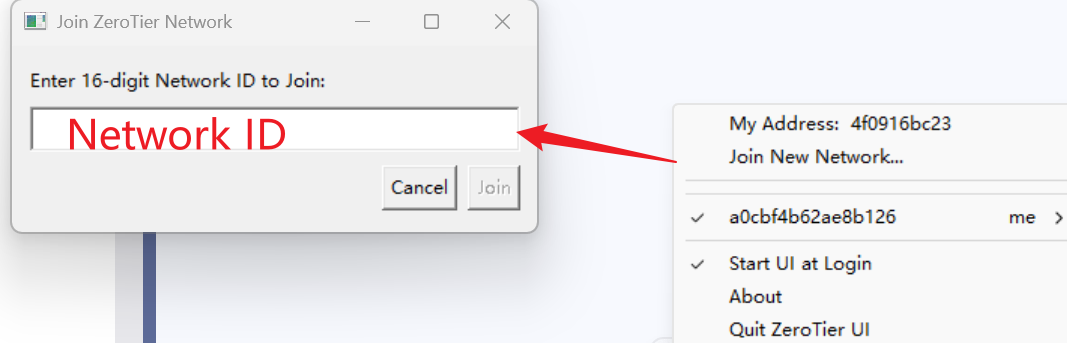 Join ZeroTier Network
Enter 16-digit Network ID to Join:
Network ID
Cancel
Join
My Address: 4f0916bc23
Join New Network...
a0cbf4b62ae8b126 me
Start UI at Login
About
Quit ZeroTier UI